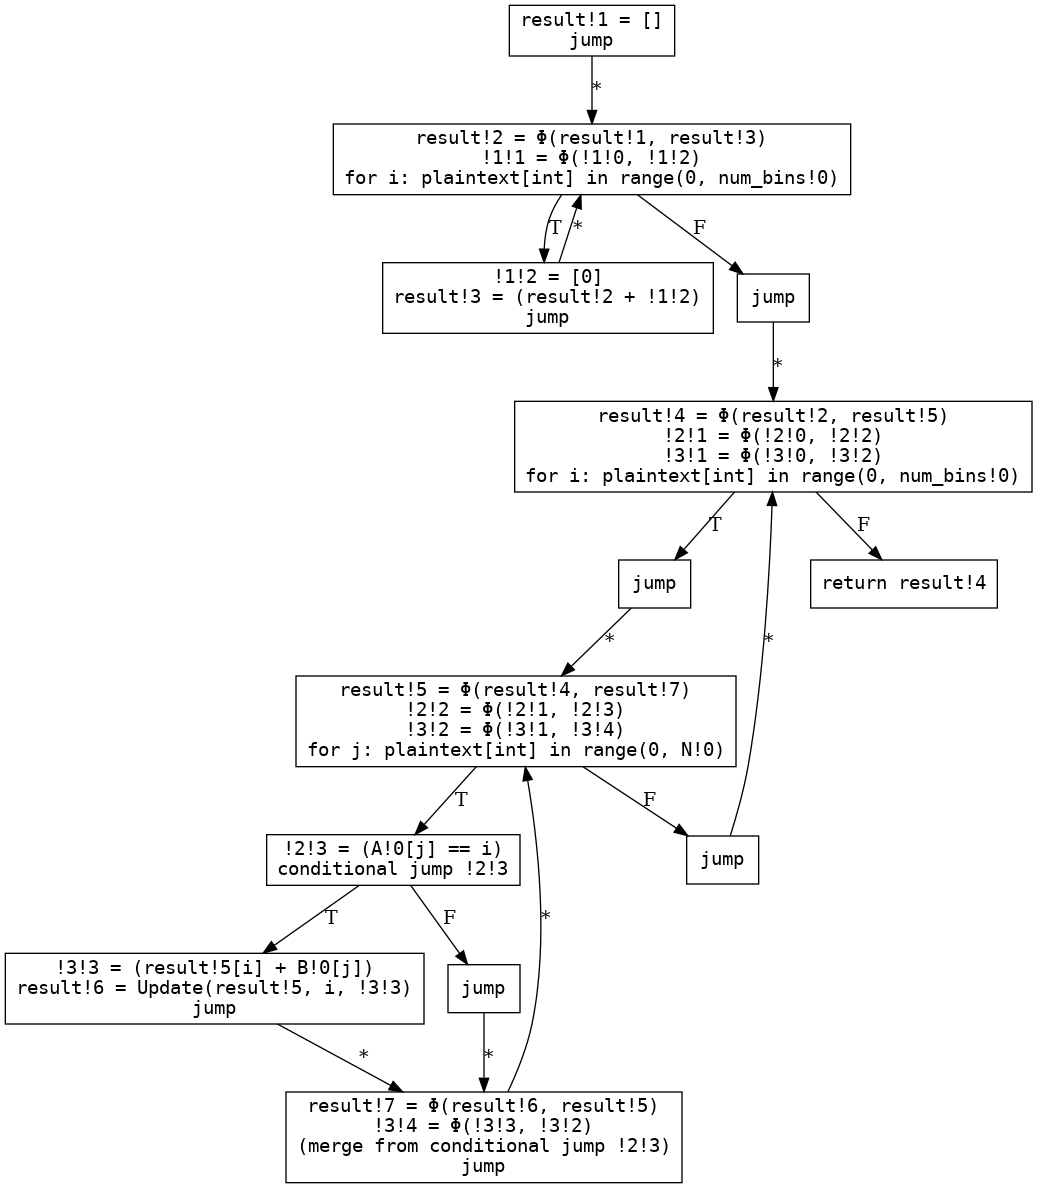 result!1 = []
jump
*
result!2 = Φ(result!1, result!3)
!1!1 = Φ(!1!0, !1!2)
for i: plaintext[int] in range(0, num_bins!0)
T
*
F
!1!2 = [0]
result!3 = (result!2 + !1!2)
jump
jump
*
result!4 = Φ(result!2, result!5)
!2!1 = Φ(!2!0, !2!2)
!3!1 = Φ(!3!0, !3!2)
for i: plaintext[int] in range(0, num_bins!0)
T
F
jump
return result!4
*
*
result!5 = Φ(result!4, result!7)
!2!2 = Φ(!2!1, !2!3)
!3!2 = Φ(!3!1, !3!4)
for j: plaintext[int] in range(0, N!0)
T
F
!2!3 = (A!0[j] == i)
conditional jump !2!3
jump
T
F
*
!3!3 = (result!5[i] + B!0[j])
result!6 = Update(result!5, i, !3!3)
jump
jump
*
*
result!7 = Φ(result!6, result!5)
!3!4 = Φ(!3!3, !3!2)
(merge from conditional jump !2!3)
jump